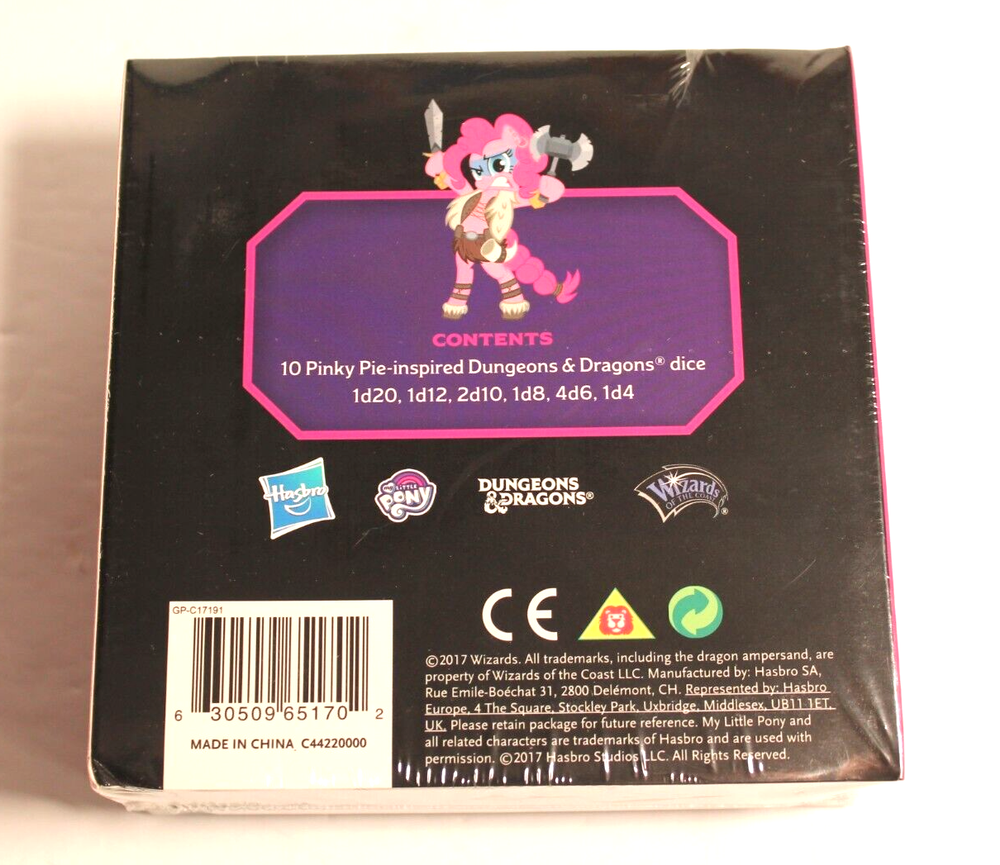 CONTENTS
10 Pinky Pie-inspired Dungeons & Dragons® dice
1d20, 1d12, 2d10, 1d8, 4d6, 1d4
Hasbro
MY LITTLE PONY
DUNGEONS & DRAGONS®
WIZARDS OF THE COAST®
CE
GP-C17191
6 30509 65170 2
MADE IN CHINA C44220000
©2017 Wizards. All trademarks, including the dragon ampersand, are
property of Wizards of the Coast LLC. Manufactured by: Hasbro SA,
Rue Emile-Boéchat 31, 2800 Delémont, CH. Represented by: Hasbro
Europe, 4 The Square, Stockley Park, Uxbridge, Middlesex, UB11 1ET.
UK. Please retain package for future reference. My Little Pony and
all related characters are trademarks of Hasbro and are used with
permission. ©2017 Hasbro Studios LLC. All Rights Reserved.